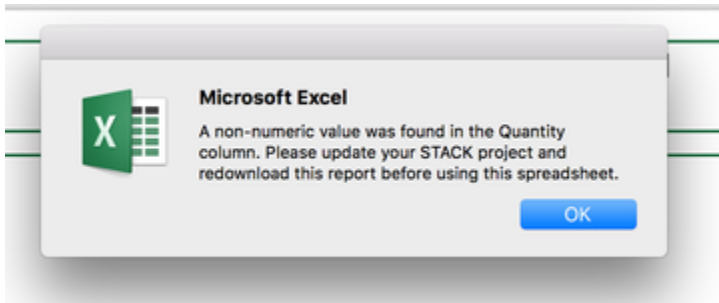 Microsoft Excel
A non-numeric value was found in the Quantity
column. Please update your STACK project and
redownload this report before using this spreadsheet.
OK